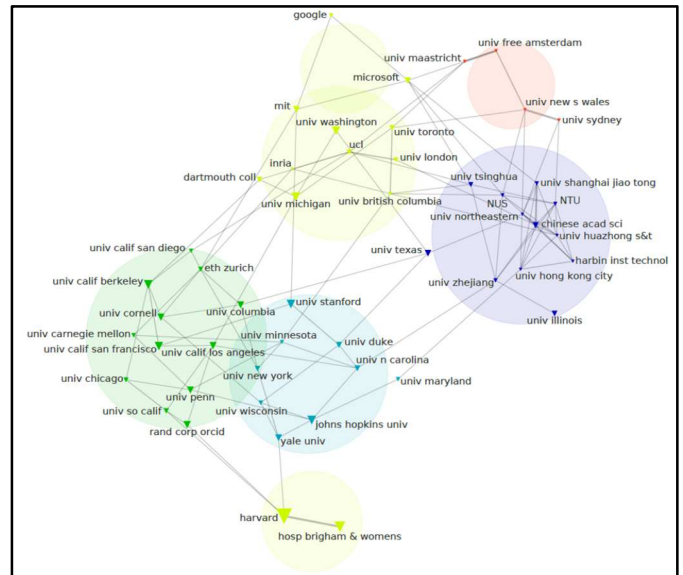 google
univ free amsterdam
univ maastricht
microsoft
mit
univ new s wales
univ washington
univ toronto
univ sydney
ucl
inria
univ london
dartmouth coll
univ tsinghua
univ shanghai jiao tong
univ michigan
univ british columbia
NUS
NTU
univ northeastern
chinese acad sci
univ huazhong s&t
univ calif san diego
univ texas
harbin inst technol
eth zurich
univ hong kong city
univ calif berkeley
univ zhejiang
univ cornell
univ columbia
univ stanford
univ illinois
univ carnegie mellon
univ minnesota
univ duke
univ calif san francisco
univ calif los angeles
univ n carolina
univ chicago
univ new york
univ maryland
univ penn
univ so calif
univ wisconsin
johns hopkins univ
rand corp orcid
yale univ
harvard
hosp brigham & womens